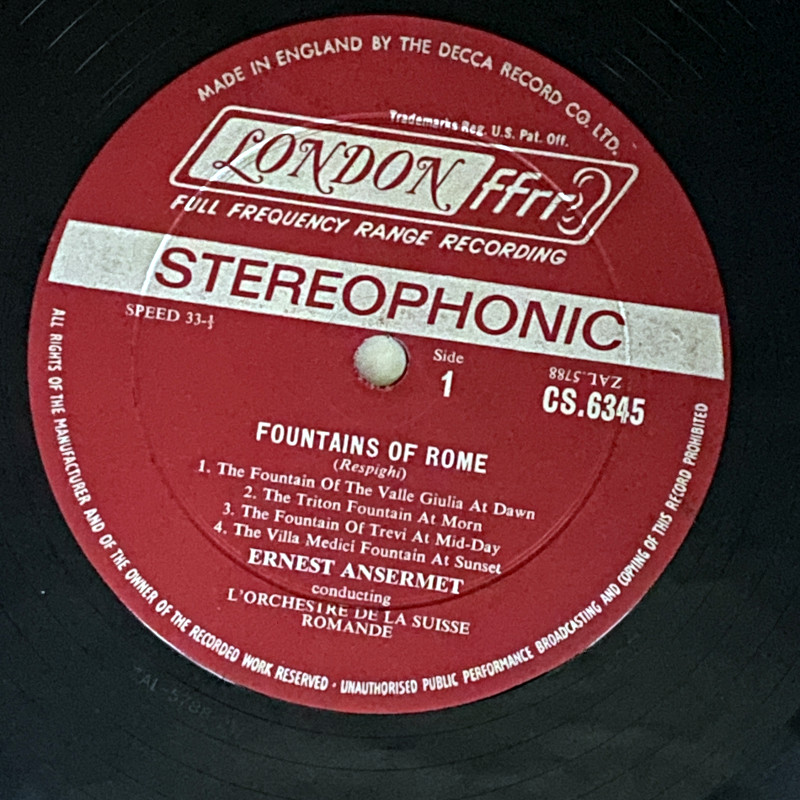 MADE IN ENGLAND BY THE DECCA RECORD CO. LTD.
Trademarks Reg. U.S. Pat. Off.
LONDON ffrr
FULL FREQUENCY RANGE RECORDING
STEREOPHONIC
SPEED 33-⅓
Side
1
ZAL.5788
CS.6345
FOUNTAINS OF ROME
(Respighi)
1. The Fountain Of The Valle Giulia At Dawn
2. The Triton Fountain At Morn
3. The Fountain Of Trevi At Mid-Day
4. The Villa Medici Fountain At Sunset
ERNEST ANSERMET
conducting
L'ORCHESTRE DE LA SUISSE
ROMANDE
ALL RIGHTS OF THE MANUFACTURER AND OF THE OWNER OF THE RECORDED WORK RESERVED · UNAUTHORISED PUBLIC PERFORMANCE BROADCASTING AND COPYING OF THIS RECORD PROHIBITED